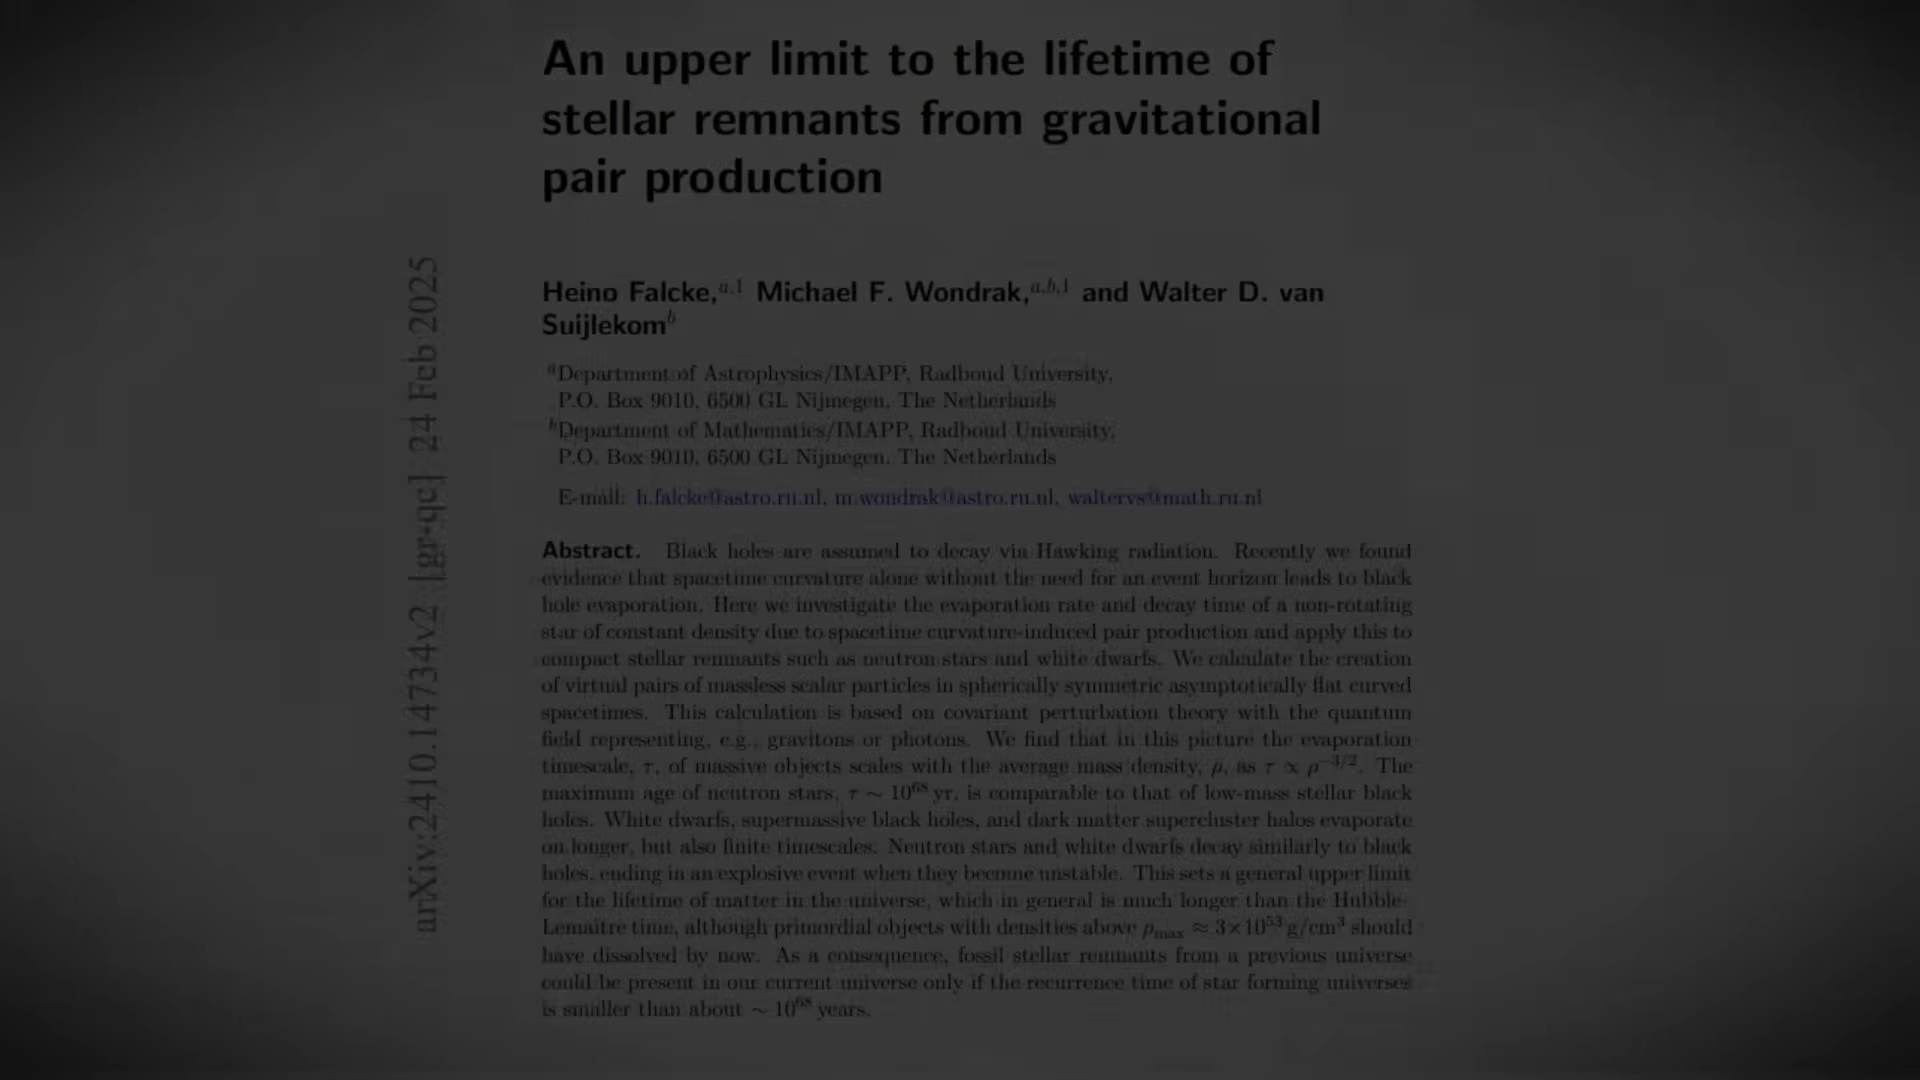 An upper limit to the lifetime of
stellar remnants from gravitational
pair production
Heino Falcke,a,1 Michael F. Wondrak,a,b,1 and Walter D. van
Suijlekomb
aDepartment of Astrophysics/IMAPP, Radboud University,
P.O. Box 9010, 6500 GL Nijmegen, The Netherlands
bDepartment of Mathematics/IMAPP, Radboud University,
P.O. Box 9010, 6500 GL Nijmegen, The Netherlands
E-mail: h.falcke@astro.ru.nl, m.wondrak@astro.ru.nl, waltervs@math.ru.nl
Abstract. Black holes are assumed to decay via Hawking radiation. Recently we found
evidence that spacetime curvature alone without the need for an event horizon leads to black
hole evaporation. Here we investigate the evaporation rate and decay time of a non-rotating
star of constant density due to spacetime curvature-induced pair production and apply this to
compact stellar remnants such as neutron stars and white dwarfs. We calculate the creation
of virtual pairs of massless scalar particles in spherically symmetric asymptotically flat curved
spacetimes. This calculation is based on covariant perturbation theory with the quantum
field representing, e.g., gravitons or photons. We find that in this picture the evaporation
timescale, τ, of massive objects scales with the average mass density, ρ, as τ ∝ ρ^−3/2. The
maximum age of neutron stars, τ ∼ 10^68 yr, is comparable to that of low-mass stellar black
holes. White dwarfs, supermassive black holes, and dark matter supercluster halos evaporate
on longer, but also finite timescales. Neutron stars and white dwarfs decay similarly to black
holes, ending in an explosive event when they become unstable. This sets a general upper limit
for the lifetime of matter in the universe, which in general is much longer than the Hubble–
Lemaître time, although primordial objects with densities above ρmax ≈ 3×10^53 g/cm^3 should
have dissolved by now. As a consequence, fossil stellar remnants from a previous universe
could be present in our current universe only if the recurrence time of star forming universes
is smaller than about ∼ 10^68 years.
arXiv:2410.14734v2 [gr-qc] 24 Feb 2025